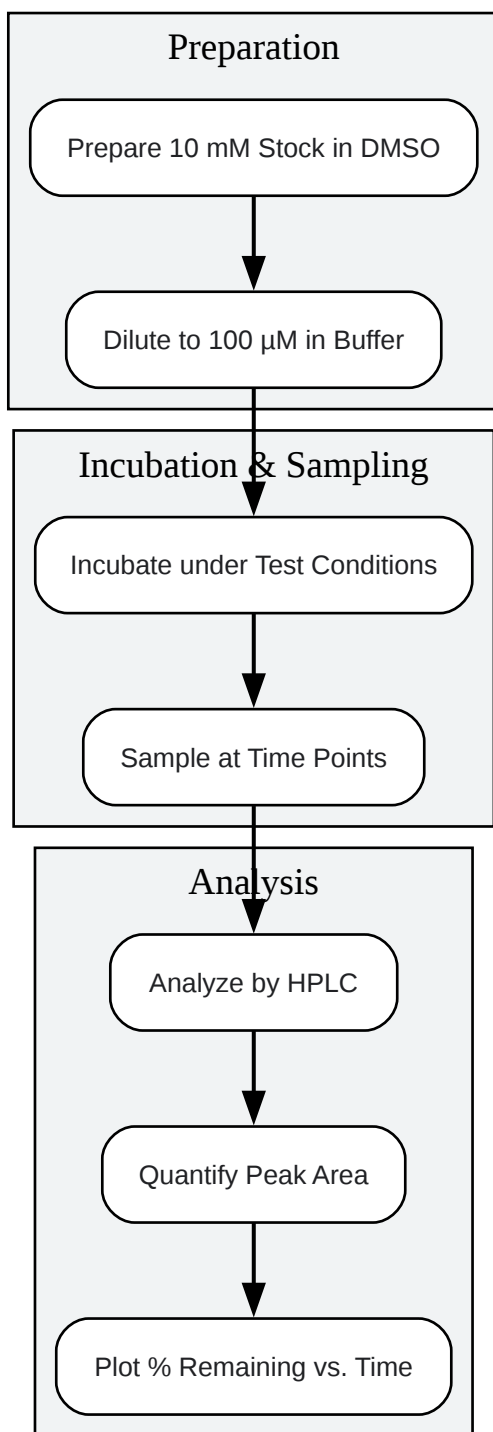 Preparation
Prepare 10 mM Stock in DMSO
Dilute to 100 µM in Buffer
Incubation & Sampling
Incubate under Test Conditions
Sample at Time Points
Analysis
Analyze by HPLC
Quantify Peak Area
Plot % Remaining vs. Time